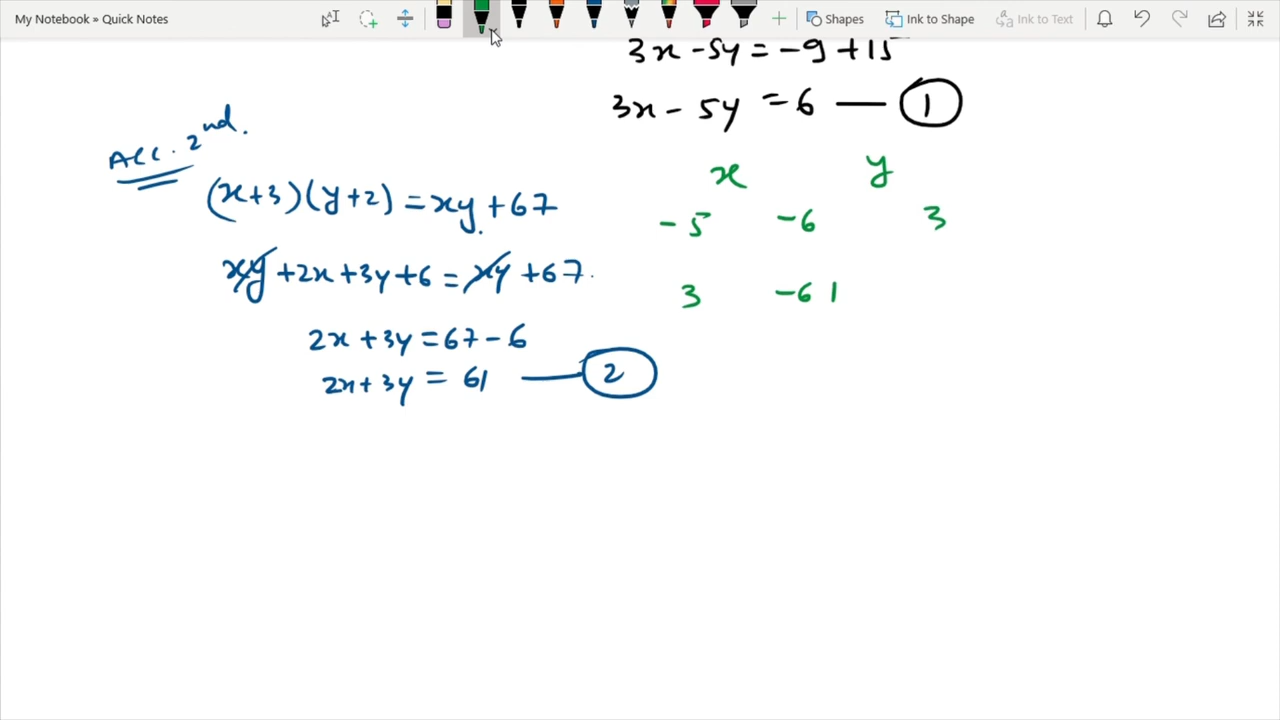 My Notebook » Quick Notes
Shapes
Ink to Shape
Ink to Text
3x - 5y = -9 + 15
3x - 5y = 6 — 1
Acc. 2nd.
(x+3)(y+2) = xy + 67
xy + 2x + 3y + 6 = xy + 67
2x + 3y = 67 - 6
2x + 3y = 61 — 2
x y
-5 -6 3
3 -61